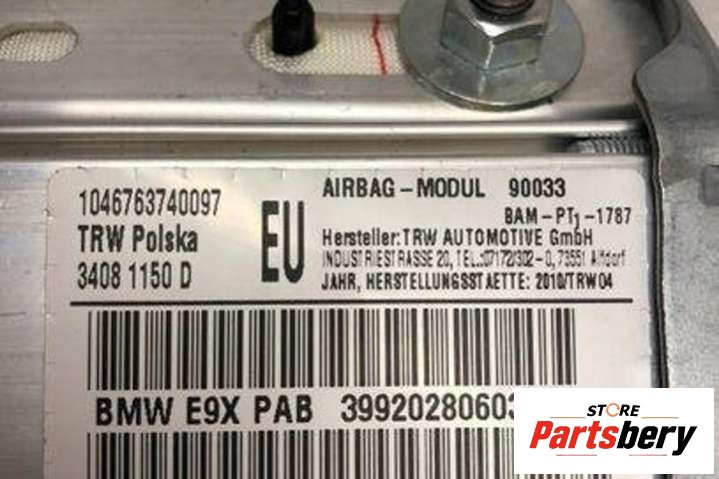 1046763740097
TRW Polska
3408 1150 D
EU
AIRBAG-MODUL 90033
BAM-PT1-1787
Hersteller:TRW AUTOMOTIVE GmbH
INDUSTRIESTRASSE 20, TEL.:07172/302-0, 73551 Alfdorf
JAHR, HERSTELLUNGSSTAETTE: 2010/TRW04
BMW E9X PAB
STORE
Partsbery